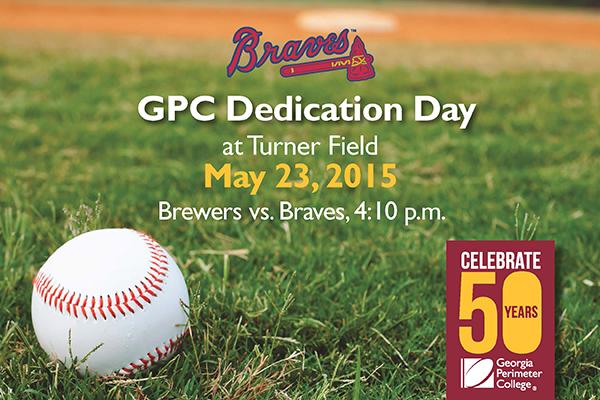 Braves™
GPC Dedication Day
at Turner Field
May 23, 2015
Brewers vs. Braves, 4:10 p.m.
CELEBRATE
50
YEARS
Georgia
Perimeter
College®